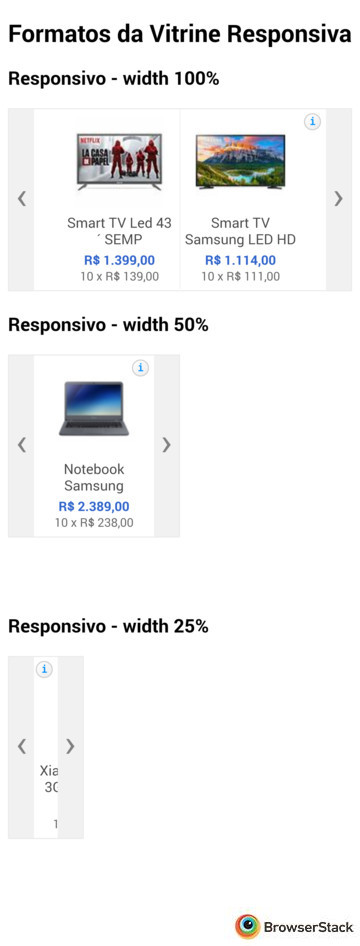 Formatos da Vitrine Responsiva
Responsivo - width 100%
i
NETFLIX
LA CASA
PAPEL
Smart TV Led 43
´ SEMP
R$ 1.399,00
10 x R$ 139,00
Smart TV
Samsung LED HD
R$ 1.114,00
10 x R$ 111,00
Responsivo - width 50%
i
Notebook
Samsung
R$ 2.389,00
10 x R$ 238,00
Responsivo - width 25%
i
Xia
1
BrowserStack